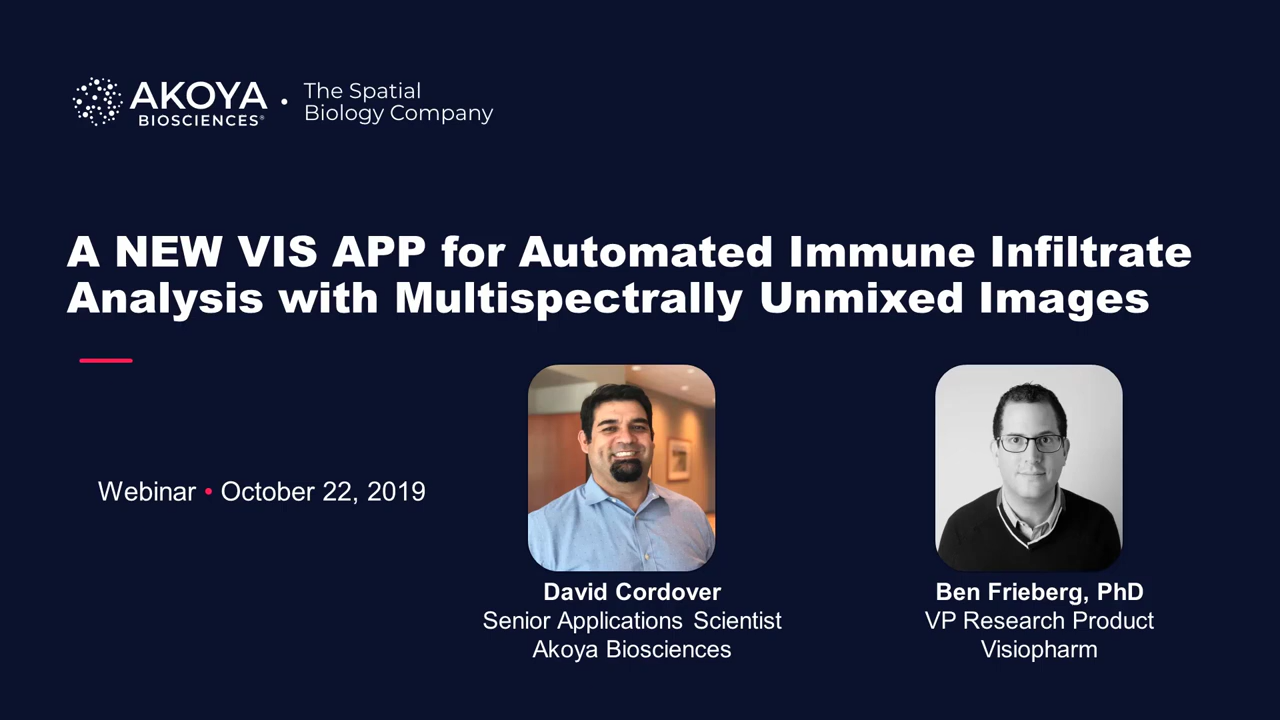 AKOYA
BIOSCIENCES®
The Spatial
Biology Company
A NEW VIS APP for Automated Immune Infiltrate
Analysis with Multispectrally Unmixed Images
Webinar • October 22, 2019
David Cordover
Senior Applications Scientist
Akoya Biosciences
Ben Frieberg, PhD
VP Research Product
Visiopharm